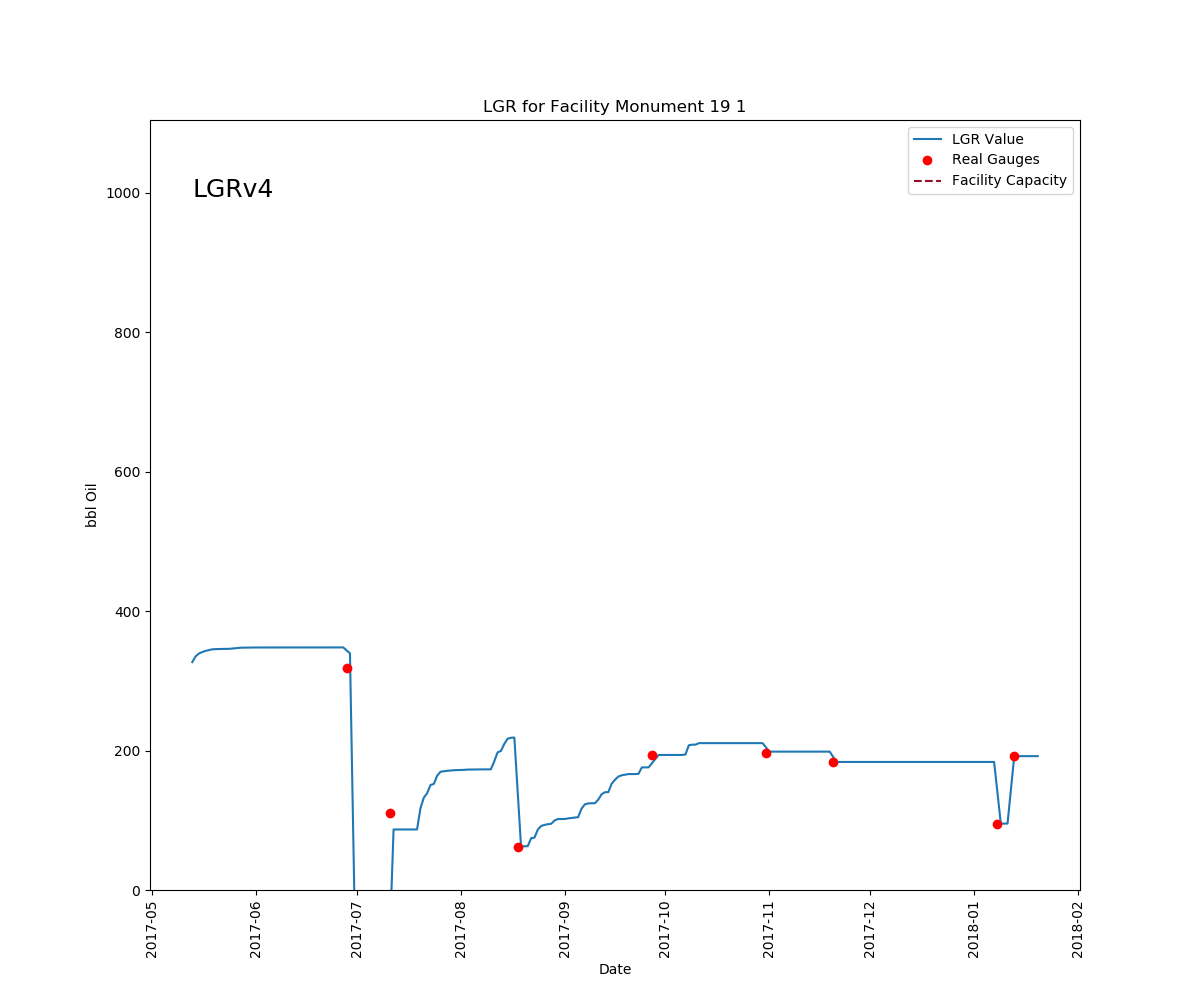 LGR for Facility Monument 19 1
LGR Value
Real Gauges
Facility Capacity
LGRv4
1000
800
600
400
200
0
bbl Oil
2017-05
2017-06
2017-07
2017-08
2017-09
2017-10
2017-11
2017-12
2018-01
2018-02
Date